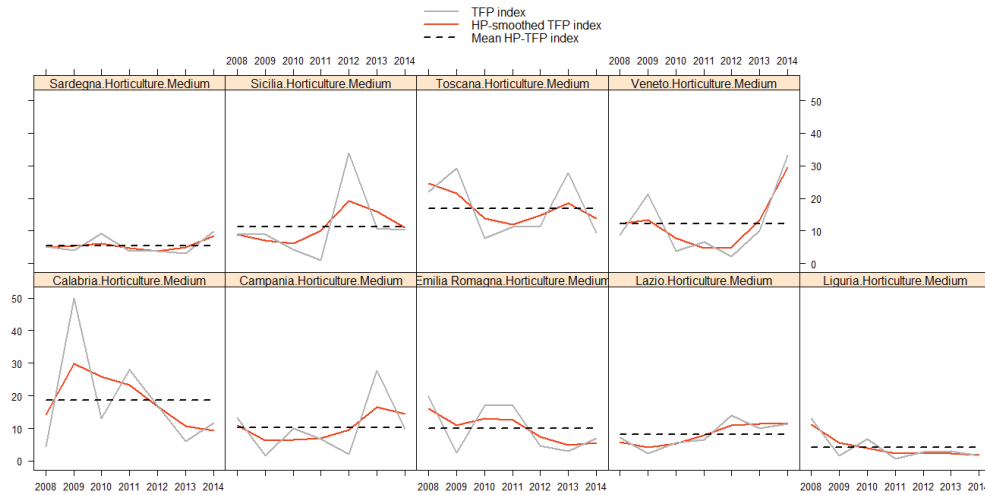 TFP index
HP-smoothed TFP index
Mean HP-TFP index
2008 2009 2010 2011 2012 2013 2014 2008 2009 2010 2011 2012 2013 2014
Sardegna.Horticulture.Medium Sicilia.Horticulture.Medium Toscana.Horticulture.Medium Veneto.Horticulture.Medium
50
40
30
20
10
0
Calabria.Horticulture.Medium Campania.Horticulture.Medium Emilia Romagna.Horticulture.Medium Lazio.Horticulture.Medium Liguria.Horticulture.Medium
50
40
30
20
10
0
2008 2009 2010 2011 2012 2013 2014 2008 2009 2010 2011 2012 2013 2014 2008 2009 2010 2011 2012 2013 2014